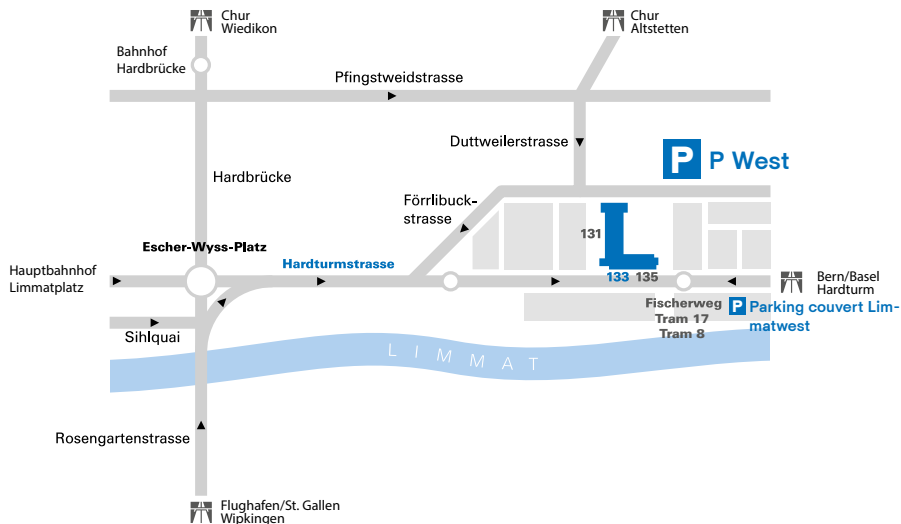 Chur
Wiedikon
Chur
Altstetten
Bahnhof
Hardbrücke
Pfingstweidstrasse
Duttweilerstrasse
P
P West
Hardbrücke
Förrlibuck-
strasse
131
Escher-Wyss-Platz
Hauptbahnhof
Limmatplatz
Hardturmstrasse
133
135
Bern/Basel
Hardturm
Fischerweg
Tram 17
Tram 8
P
Parking couvert Lim-
matwest
Sihlquai
LIMMAT
Rosengartenstrasse
Flughafen/St. Gallen
Wipkingen